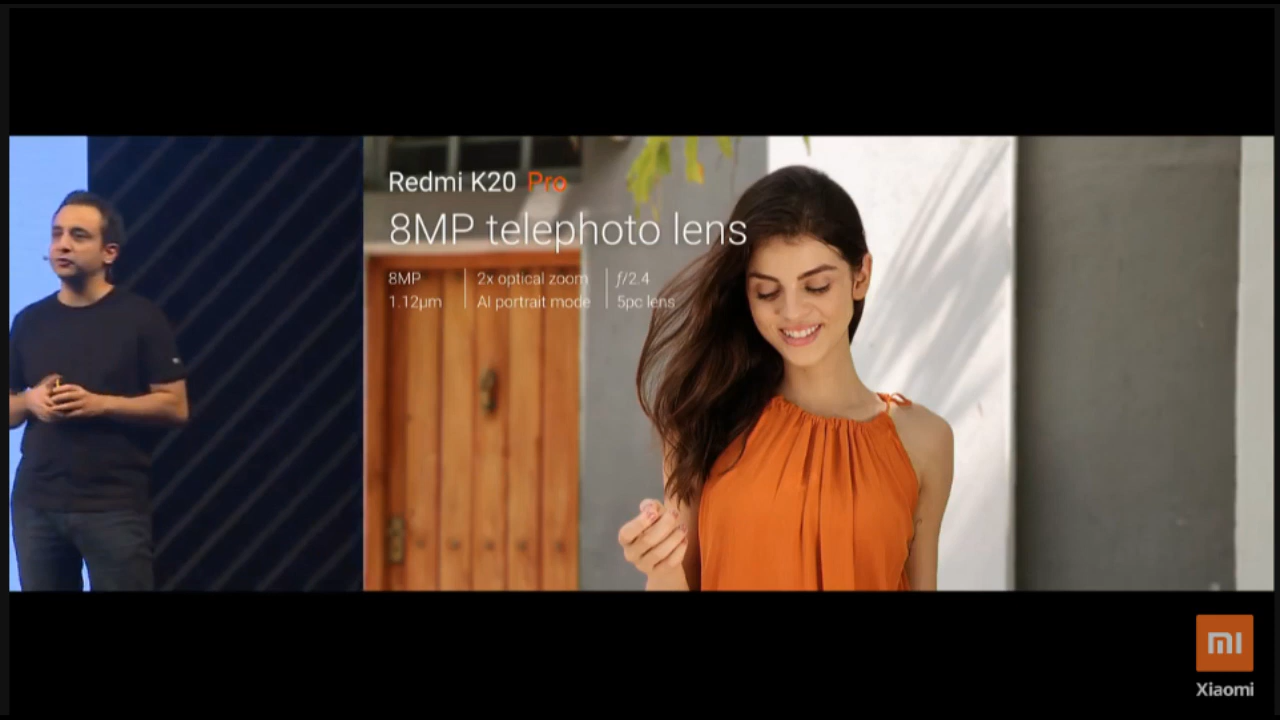 Redmi K20 Pro
8MP telephoto lens
8MP
1.12μm
2x optical zoom
AI portrait mode
ƒ/2.4
5pc lens
mi
Xiaomi